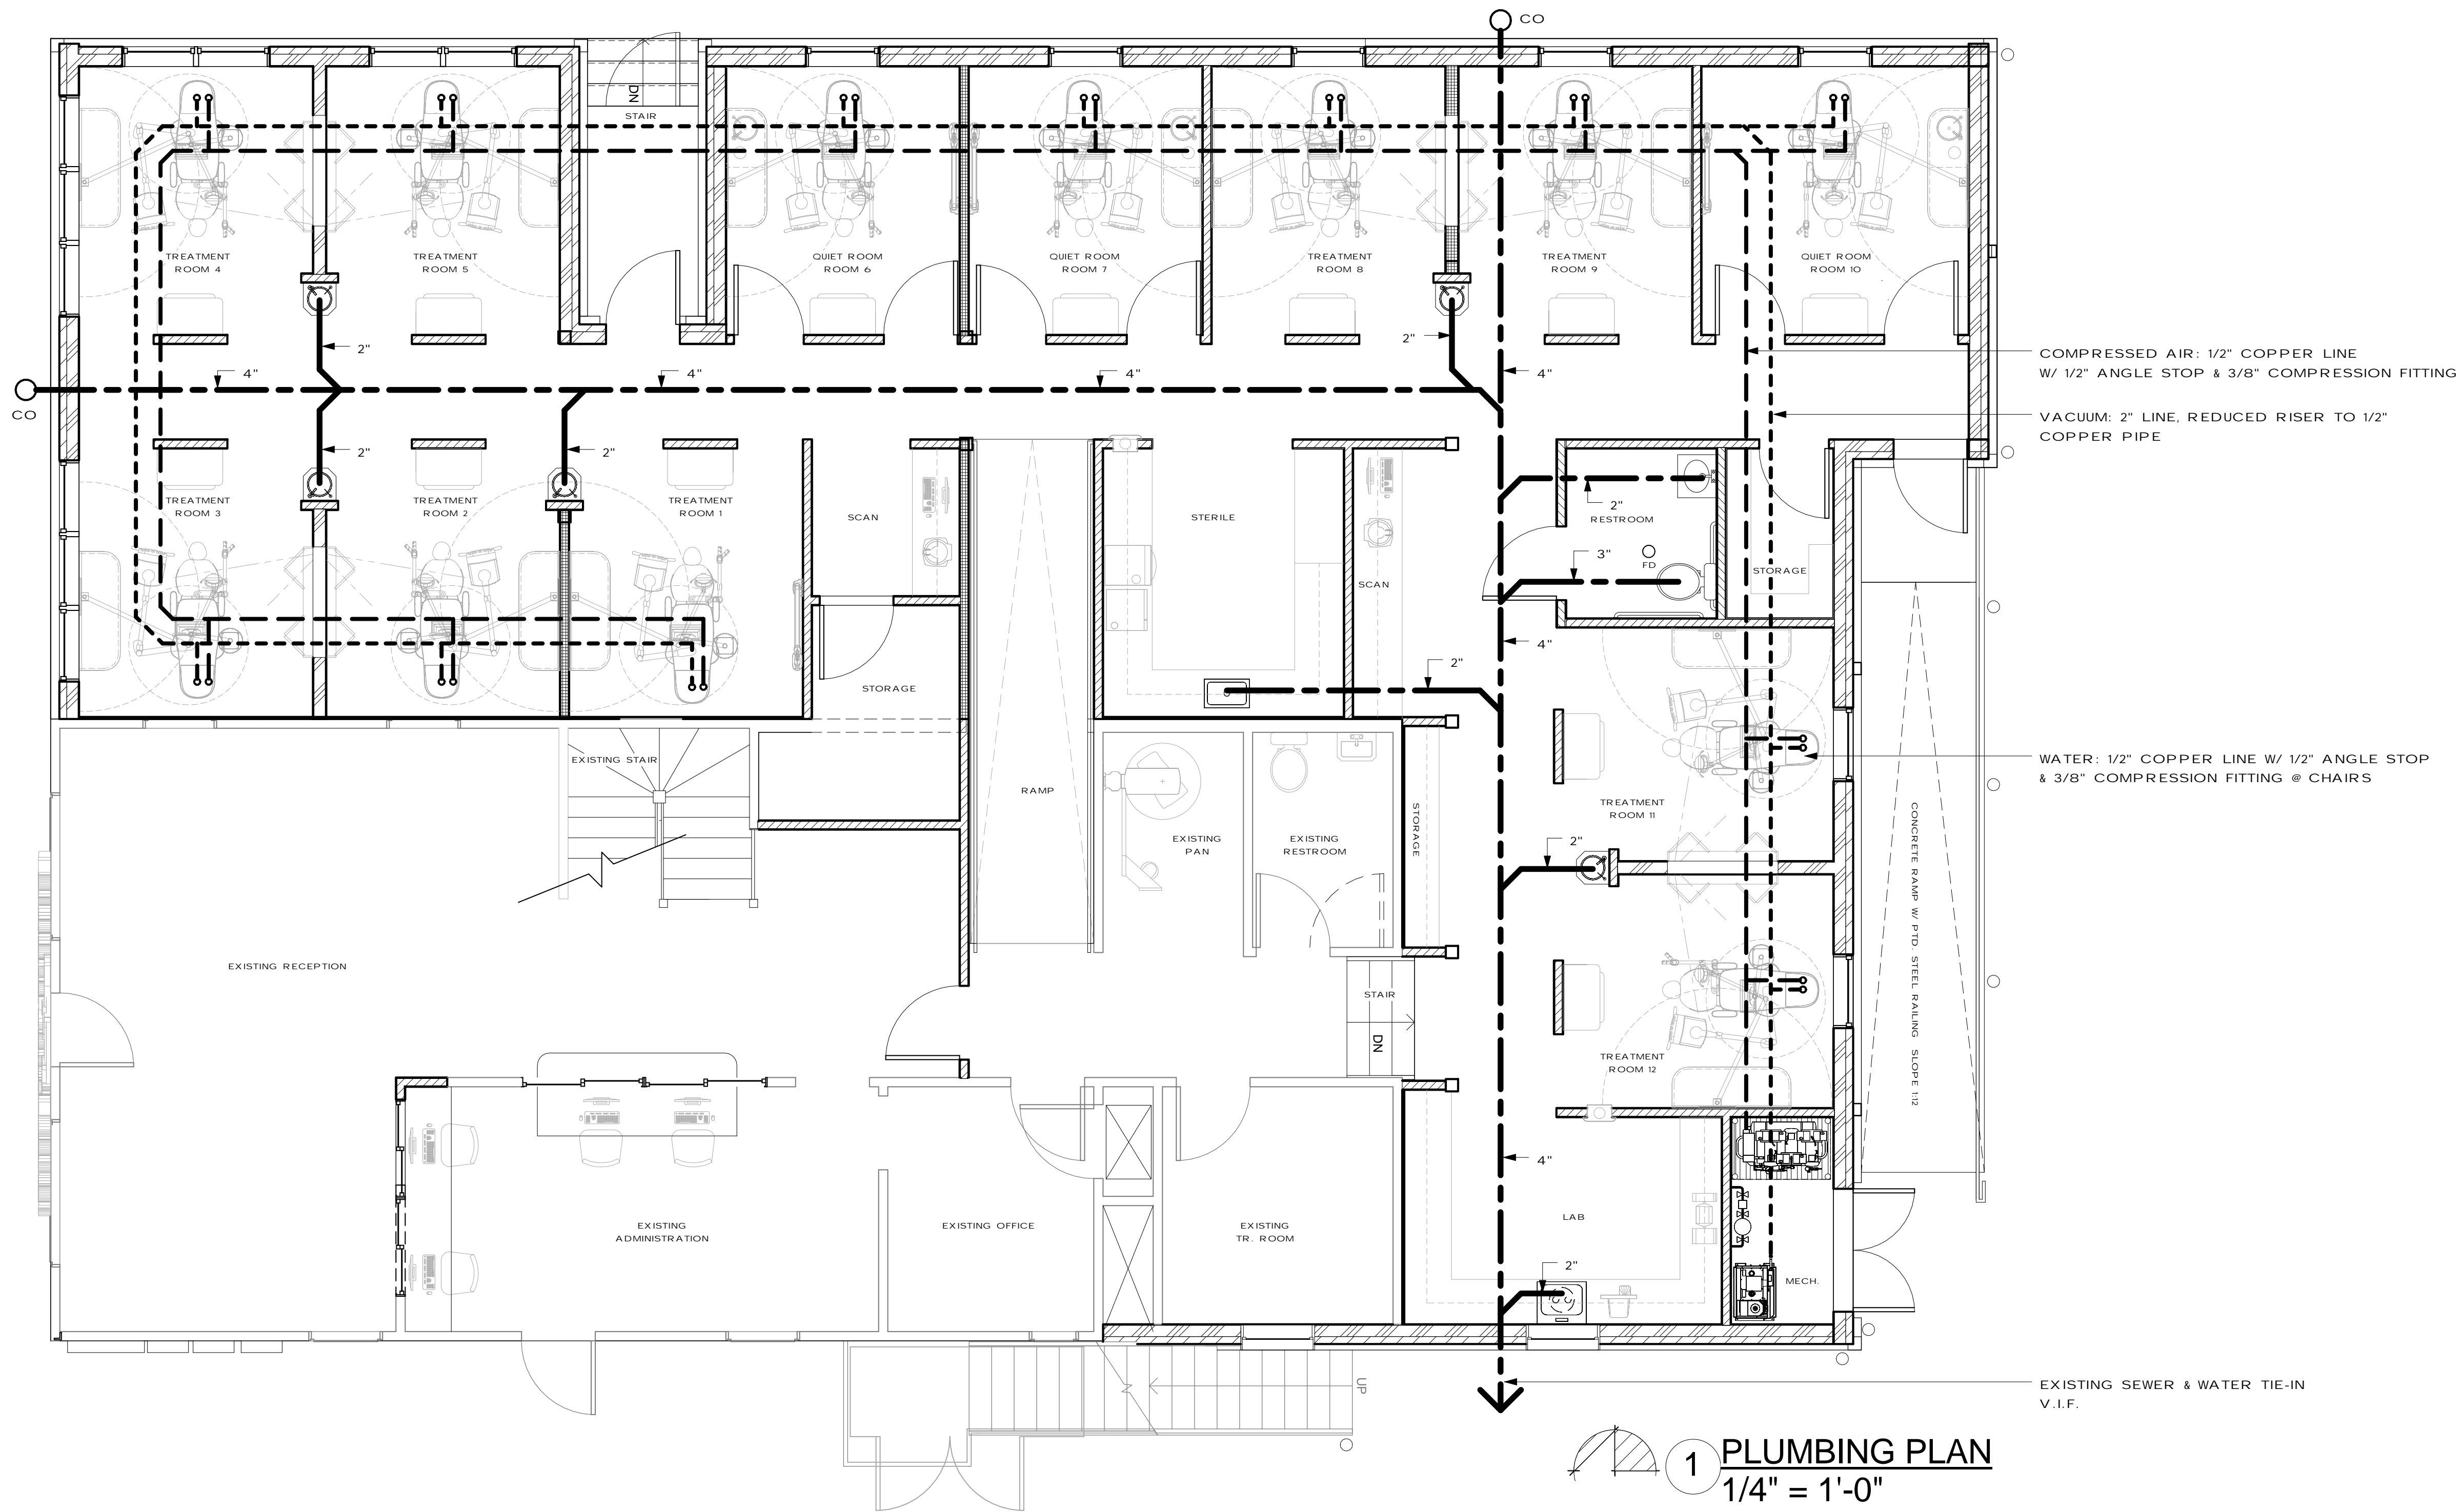 CO
DN
STAIR
TREATMENT
ROOM 4
TREATMENT
ROOM 5
QUIET ROOM
ROOM 6
QUIET ROOM
ROOM 7
TREATMENT
ROOM 8
TREATMENT
ROOM 9
QUIET ROOM
ROOM 10
2"
2"
COMPRESSED AIR: 1/2" COPPER LINE
W/ 1/2" ANGLE STOP & 3/8" COMPRESSION FITTING
4"
4"
4"
4"
CO
VACUUM: 2" LINE, REDUCED RISER TO 1/2"
COPPER PIPE
2"
2"
TREATMENT
ROOM 3
TREATMENT
ROOM 2
TREATMENT
ROOM 1
SCAN
STERILE
SCAN
2"
RESTROOM
3"
FD
STORAGE
4"
2"
STORAGE
EXISTING STAIR
RAMP
EXISTING
PAN
EXISTING
RESTROOM
STORAGE
WATER: 1/2" COPPER LINE W/ 1/2" ANGLE STOP
& 3/8" COMPRESSION FITTING @ CHAIRS
TREATMENT
ROOM 11
2"
CONCRETE RAMP W/ PTD. STEEL RAILING SLOPE 1:12
EXISTING RECEPTION
STAIR
DN
TREATMENT
ROOM 12
4"
EXISTING
ADMINISTRATION
EXISTING OFFICE
EXISTING
TR. ROOM
LAB
2"
MECH.
UP
EXISTING SEWER & WATER TIE-IN
V.I.F.
1
PLUMBING PLAN
1/4" = 1'-0"